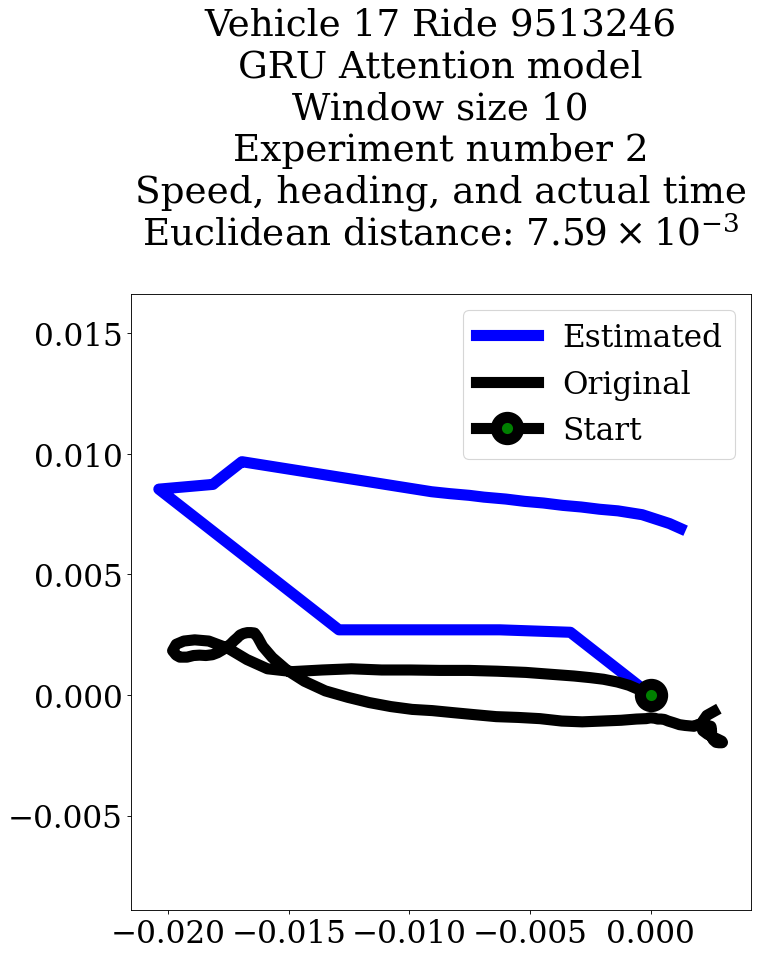 Vehicle 17 Ride 9513246
GRU Attention model
Window size 10
Experiment number 2
Speed, heading, and actual time
Euclidean distance: 7.59 × 10⁻³
Estimated
Original
Start
0.015
0.010
0.005
0.000
−0.005
−0.020 −0.015 −0.010 −0.005 0.000